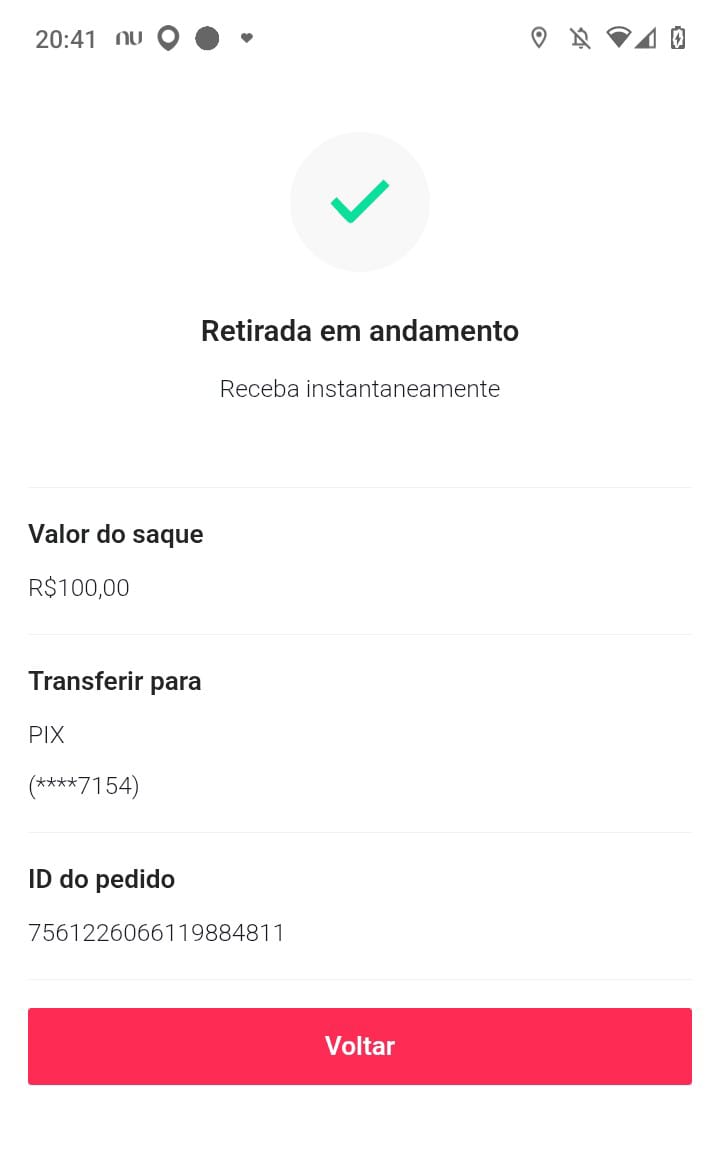 20:41 nu
Retirada em andamento
Receba instantaneamente
Valor do saque
R$100,00
Transferir para
PIX
(****7154)
ID do pedido
7561226066119884811
Voltar